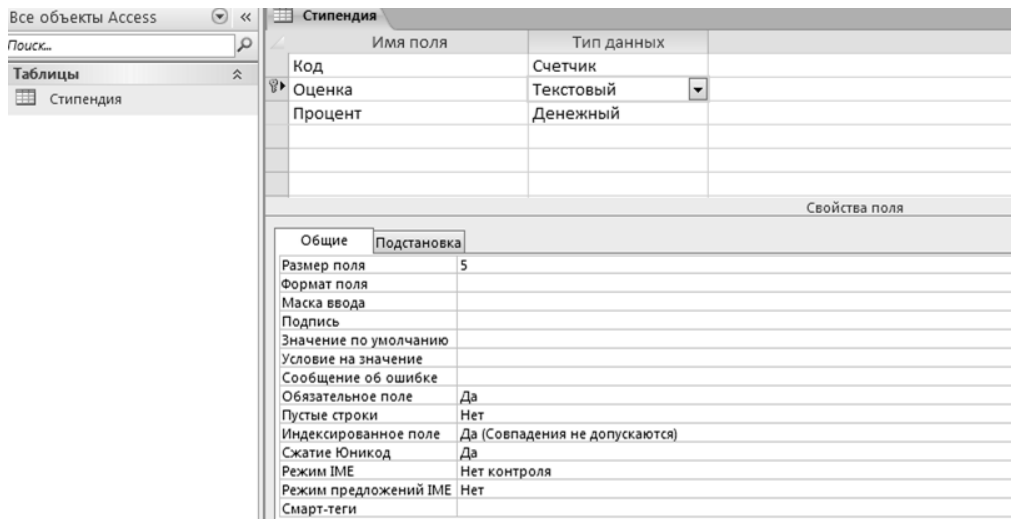 Все объекты Access «
Поиск...
Таблицы
Стипендия
Стипендия
Имя поля Тип данных
Код Счетчик
Оценка Текстовый
Процент Денежный
Свойства поля
Общие Подстановка
Размер поля 5
Формат поля
Маска ввода
Подпись
Значение по умолчанию
Условие на значение
Сообщение об ошибке
Обязательное поле Да
Пустые строки Нет
Индексированное поле Да (Совпадения не допускаются)
Сжатие Юникод Да
Режим IME Нет контроля
Режим предложений IME Нет
Смарт-теги